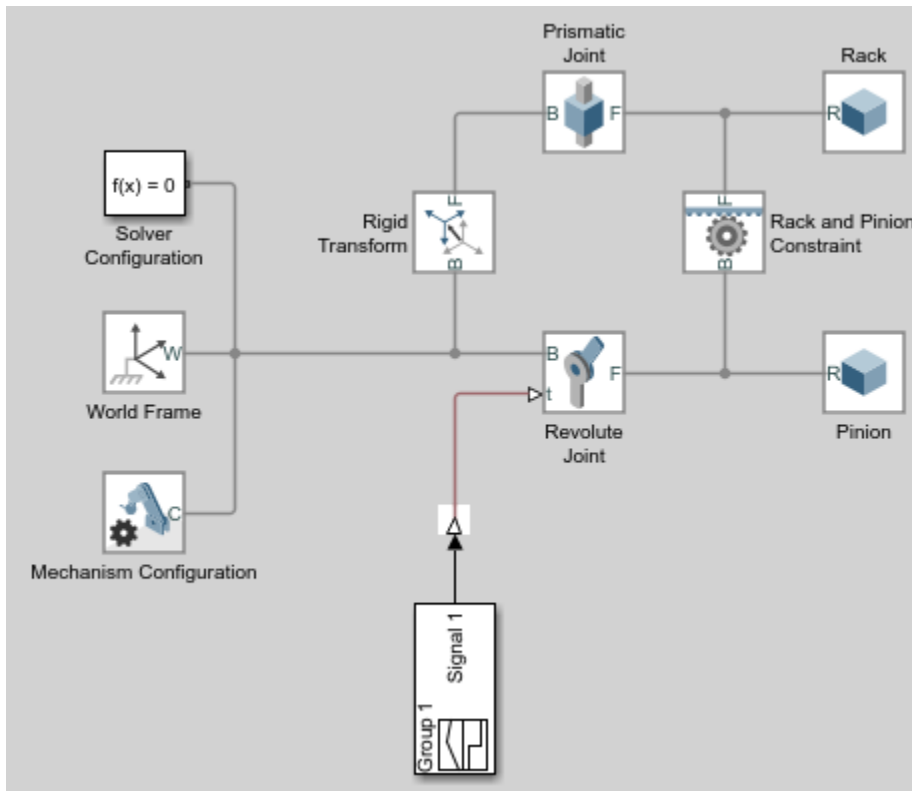 Prismatic
Joint
Rack
B
F
R
f(x) = 0
Solver
Configuration
Rigid
Transform
F
B
F
B
Rack and Pinion
Constraint
W
World Frame
B
F
t
Revolute
Joint
R
Pinion
C
Mechanism Configuration
Signal 1
Group 1